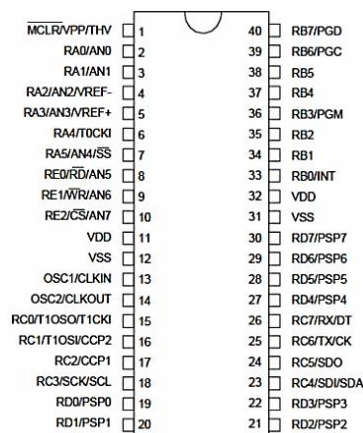 MCLR/VPP/THV 1 40 RB7/PGD
RA0/AN0 2 39 RB6/PGC
RA1/AN1 3 38 RB5
RA2/AN2/VREF- 4 37 RB4
RA3/AN3/VREF+ 5 36 RB3/PGM
RA4/T0CKI 6 35 RB2
RA5/AN4/SS 7 34 RB1
RE0/RD/AN5 8 33 RB0/INT
RE1/WR/AN6 9 32 VDD
RE2/CS/AN7 10 31 VSS
VDD 11 30 RD7/PSP7
VSS 12 29 RD6/PSP6
OSC1/CLKIN 13 28 RD5/PSP5
OSC2/CLKOUT 14 27 RD4/PSP4
RC0/T1OSO/T1CKI 15 26 RC7/RX/DT
RC1/T1OSI/CCP2 16 25 RC6/TX/CK
RC2/CCP1 17 24 RC5/SDO
RC3/SCK/SCL 18 23 RC4/SDI/SDA
RD0/PSP0 19 22 RD3/PSP3
RD1/PSP1 20 21 RD2/PSP2